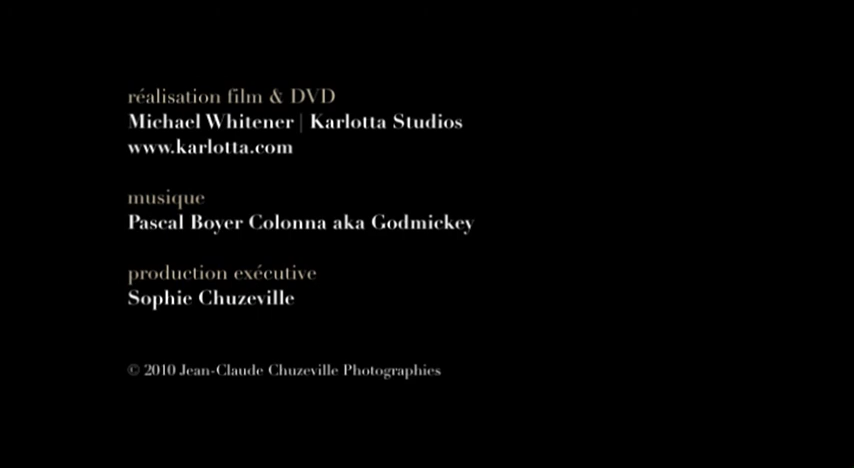 réalisation film & DVD
Michael Whitener | Karlotta Studios
www.karlotta.com
musique
Pascal Boyer Colonna aka Godmickey
production exécutive
Sophie Chuzeville
© 2010 Jean-Claude Chuzeville Photographies